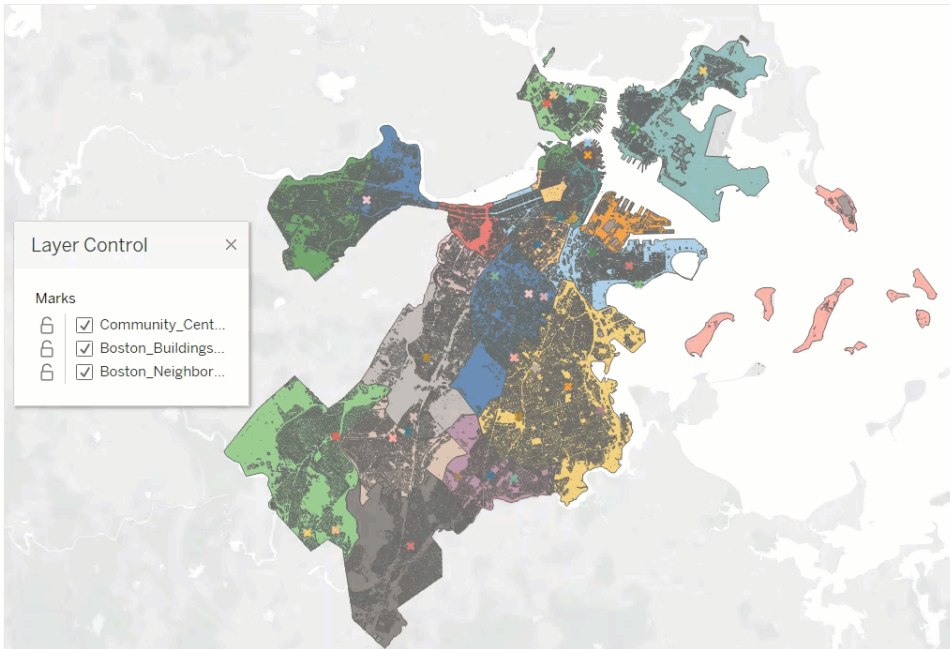 Layer Control
Marks
Community_Cent...
Boston_Buildings...
Boston_Neighbor...